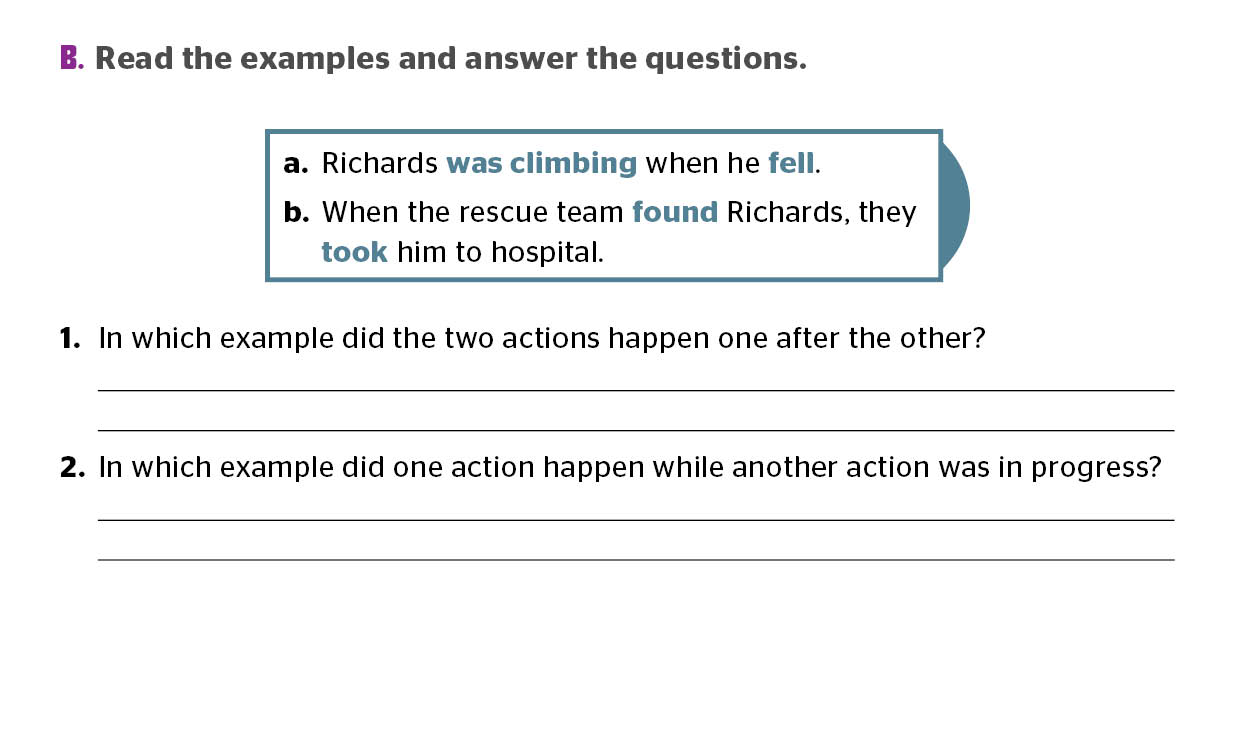 B. Read the examples and answer the questions.
a. Richards was climbing when he fell.
b. When the rescue team found Richards, they
took him to hospital.
1. In which example did the two actions happen one after the other?
2. In which example did one action happen while another action was in progress?